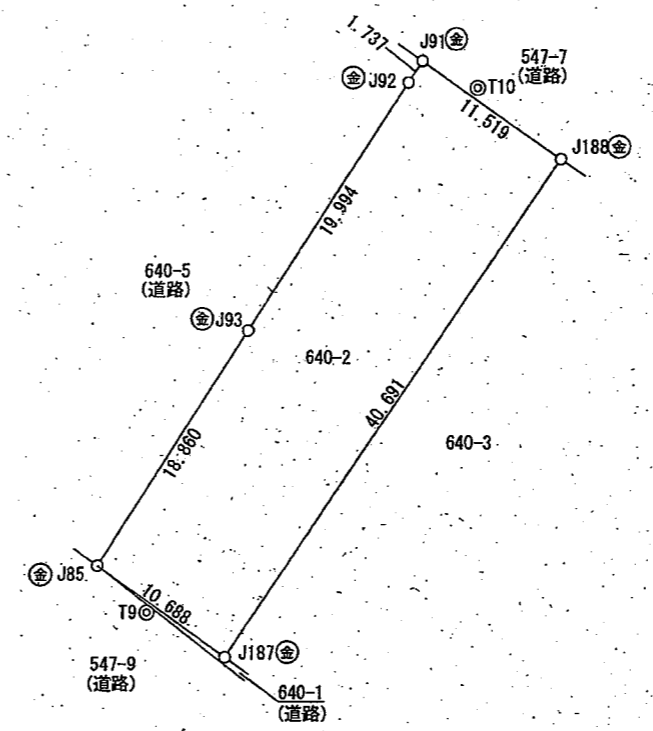 1.737
J91㊎
547-7
(道路)
㊎J92
◎T10
11.519
J188㊎
19.994
640-5
(道路)
㊎J93
640-2
40.691
640-3
18.860
㊎J85
10.688
T9◎
J187㊎
547-9
(道路)
640-1
(道路)